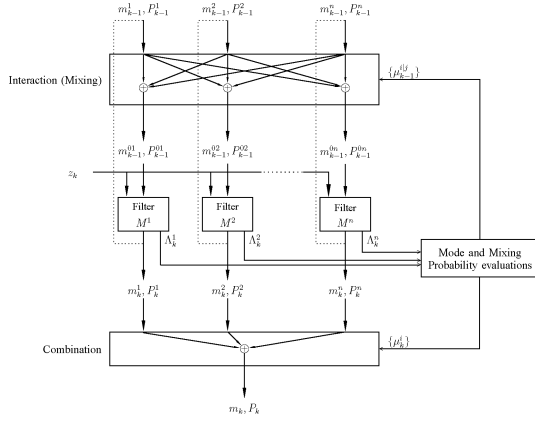 m^1_{k-1}, P^1_{k-1} m^2_{k-1}, P^2_{k-1} m^n_{k-1}, P^n_{k-1}
Interaction (Mixing)
{μ^{i|j}_{k-1}}
m^{01}_{k-1}, P^{01}_{k-1} m^{02}_{k-1}, P^{02}_{k-1} m^{0n}_{k-1}, P^{0n}_{k-1}
z_k
Filter M^1
Filter M^2
Filter M^n
Λ^1_k Λ^2_k Λ^n_k
Mode and Mixing
Probability evaluations
m^1_k, P^1_k m^2_k, P^2_k m^n_k, P^n_k
{μ^i_k}
Combination
m_k, P_k